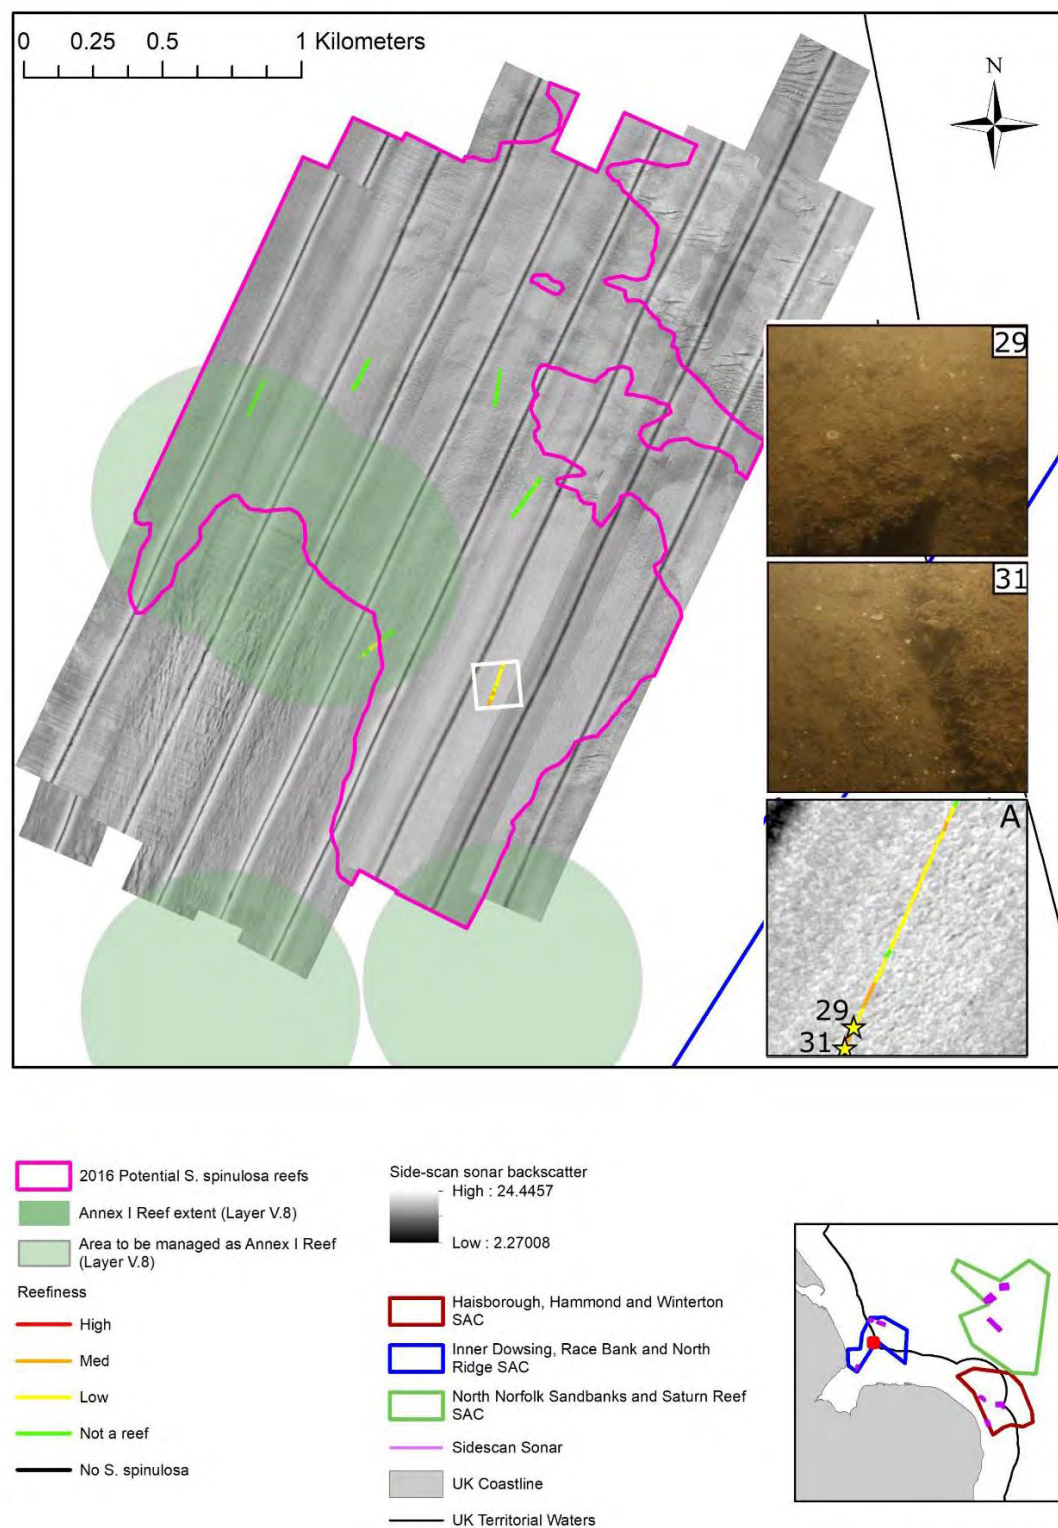 0 0.25 0.5 1 Kilometers
N
29
31
A
29
31
2016 Potential S. spinulosa reefs
Annex I Reef extent (Layer V.8)
Area to be managed as Annex I Reef
(Layer V.8)
Reefiness
High
Med
Low
Not a reef
No S. spinulosa
Side-scan sonar backscatter
High : 24.4457
Low : 2.27008
Haisborough, Hammond and Winterton
SAC
Inner Dowsing, Race Bank and North
Ridge SAC
North Norfolk Sandbanks and Saturn Reef
SAC
Sidescan Sonar
UK Coastline
UK Territorial Waters